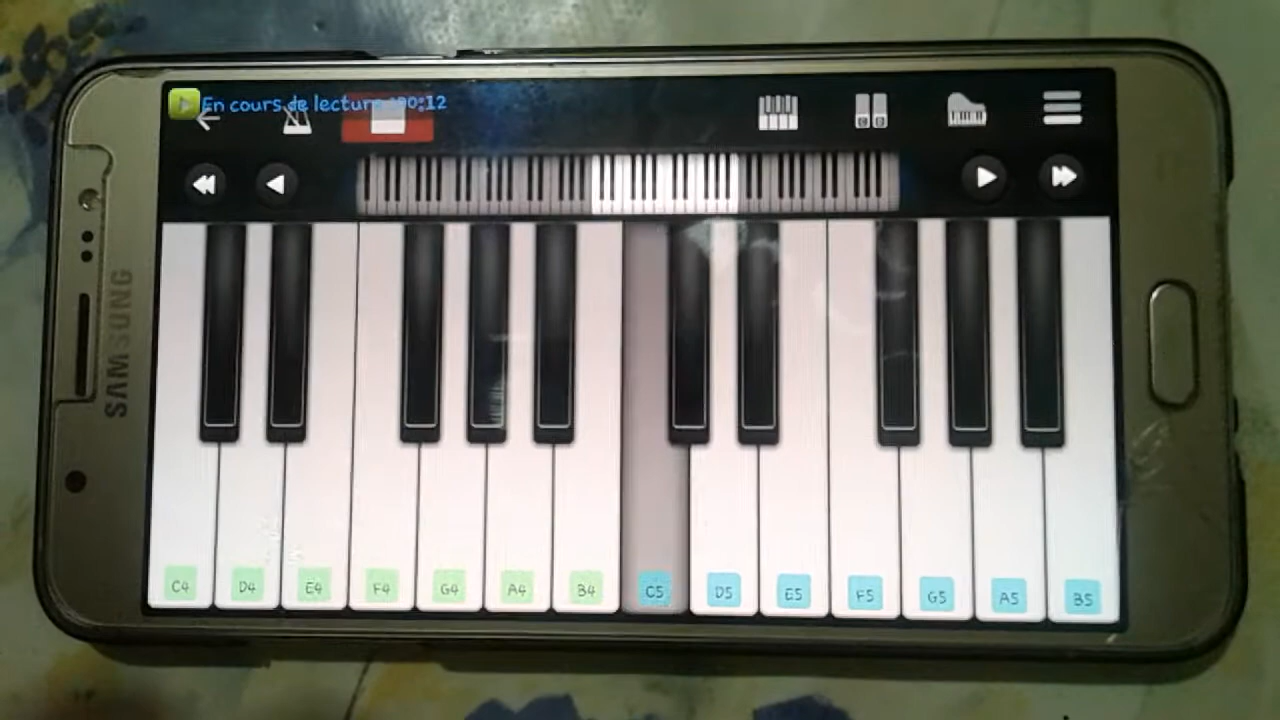 En cours de lecture :00:12
SAMSUNG
C4 D4 E4 F4 G4 A4 B4 C5 D5 E5 F5 G5 A5 B5